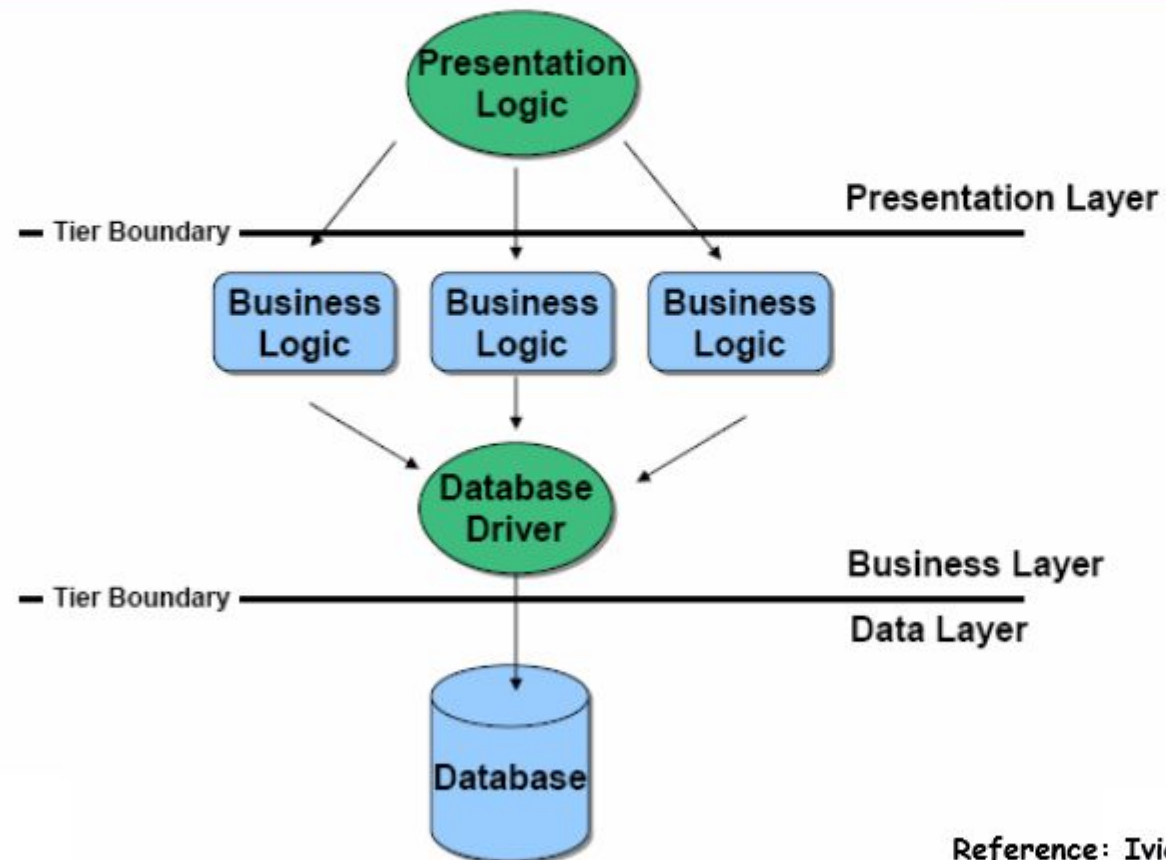 Presentation
Logic
Presentation Layer
Tier Boundary
Business Business Business
Logic Logic Logic
Database
Driver
Business Layer
Tier Boundary
Data Layer
Database
Reference: